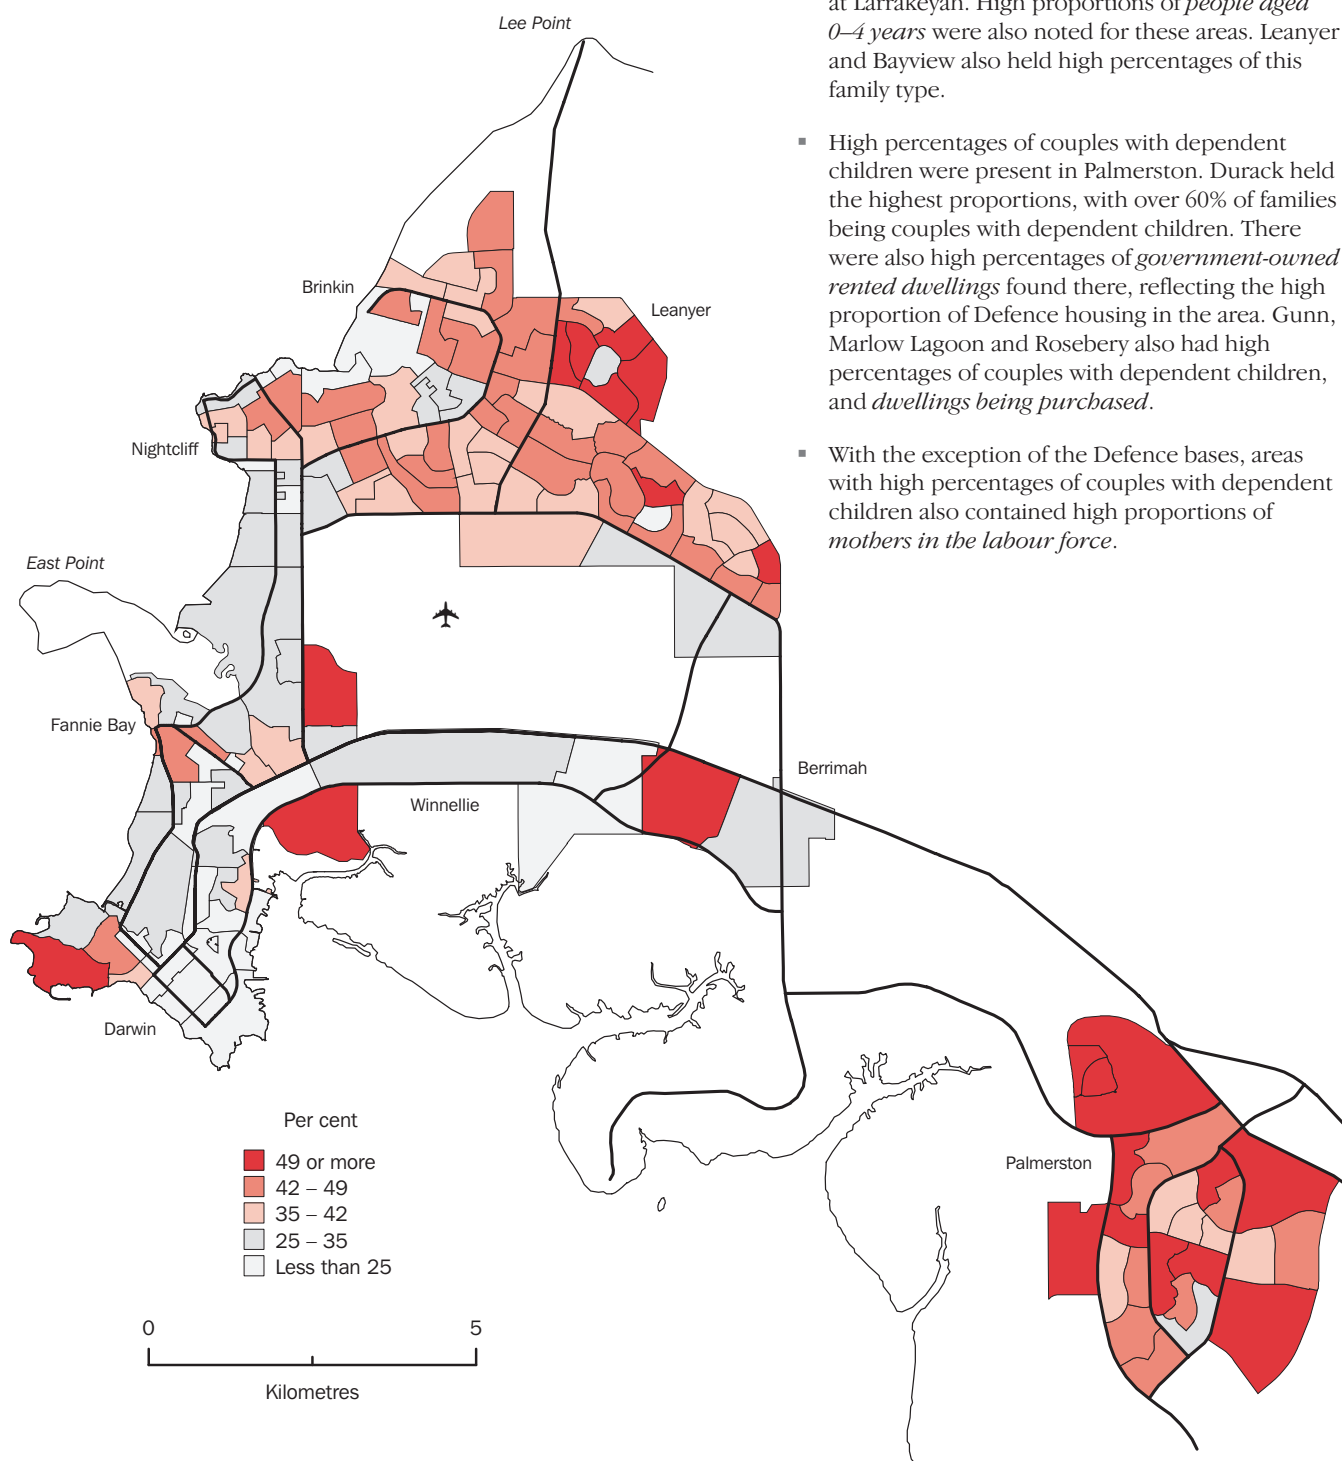 at Larrakeyah. High proportions of people aged
0–4 years were also noted for these areas. Leanyer
and Bayview also held high percentages of this
family type.
▪ High percentages of couples with dependent
children were present in Palmerston. Durack held
the highest proportions, with over 60% of families
being couples with dependent children. There
were also high percentages of government-owned
rented dwellings found there, reflecting the high
proportion of Defence housing in the area. Gunn,
Marlow Lagoon and Rosebery also had high
percentages of couples with dependent children,
and dwellings being purchased.
▪ With the exception of the Defence bases, areas
with high percentages of couples with dependent
children also contained high proportions of
mothers in the labour force.
Lee Point
Brinkin
Leanyer
Nightcliff
East Point
Fannie Bay
Berrimah
Winnellie
Darwin
Palmerston
Per cent
49 or more
42 – 49
35 – 42
25 – 35
Less than 25
0 5
Kilometres